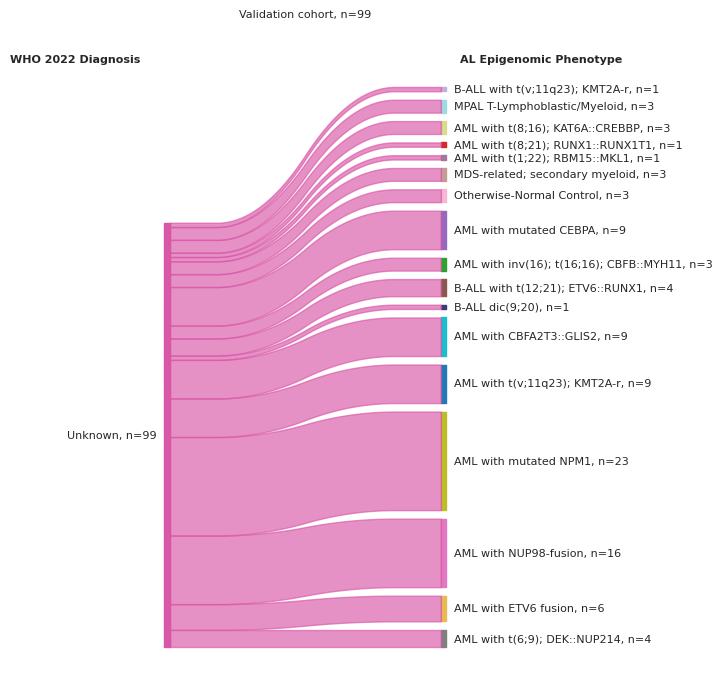 Validation cohort, n=99
WHO 2022 Diagnosis
AL Epigenomic Phenotype
B-ALL with t(v;11q23); KMT2A-r, n=1
MPAL T-Lymphoblastic/Myeloid, n=3
AML with t(8;16); KAT6A::CREBBP, n=3
AML with t(8;21); RUNX1::RUNX1T1, n=1
AML with t(1;22); RBM15::MKL1, n=1
MDS-related; secondary myeloid, n=3
Otherwise-Normal Control, n=3
AML with mutated CEBPA, n=9
AML with inv(16); t(16;16); CBFB::MYH11, n=3
B-ALL with t(12;21); ETV6::RUNX1, n=4
B-ALL dic(9;20), n=1
AML with CBFA2T3::GLIS2, n=9
AML with t(v;11q23); KMT2A-r, n=9
Unknown, n=99
AML with mutated NPM1, n=23
AML with NUP98-fusion, n=16
AML with ETV6 fusion, n=6
AML with t(6;9); DEK::NUP214, n=4